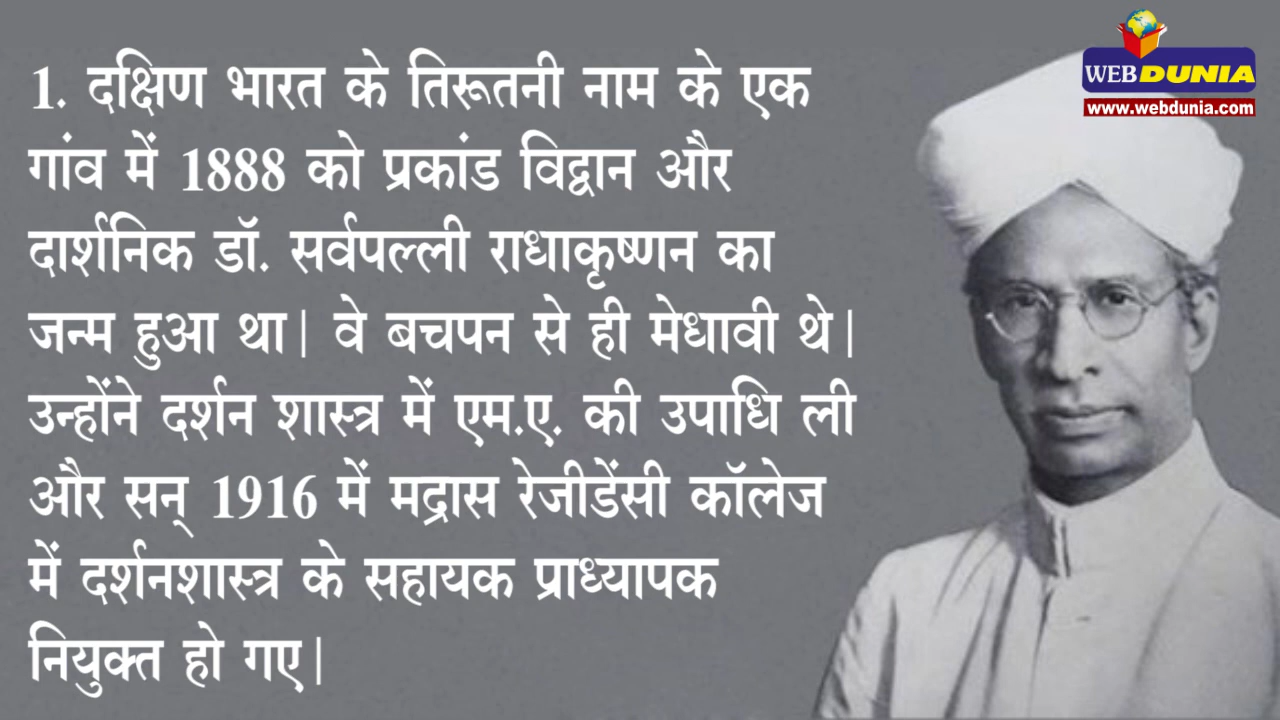 1. दक्षिण भारत के तिरूतनी नाम के एक
गांव में 1888 को प्रकांड विद्वान और
दार्शनिक डॉ. सर्वपल्ली राधाकृष्णन का
जन्म हुआ था| वे बचपन से ही मेधावी थे|
उन्होंने दर्शन शास्त्र में एम.ए. की उपाधि ली
और सन् 1916 में मद्रास रेजीडेंसी कॉलेज
में दर्शनशास्त्र के सहायक प्राध्यापक
नियुक्त हो गए|
WEBDUNIA
www.webdunia.com